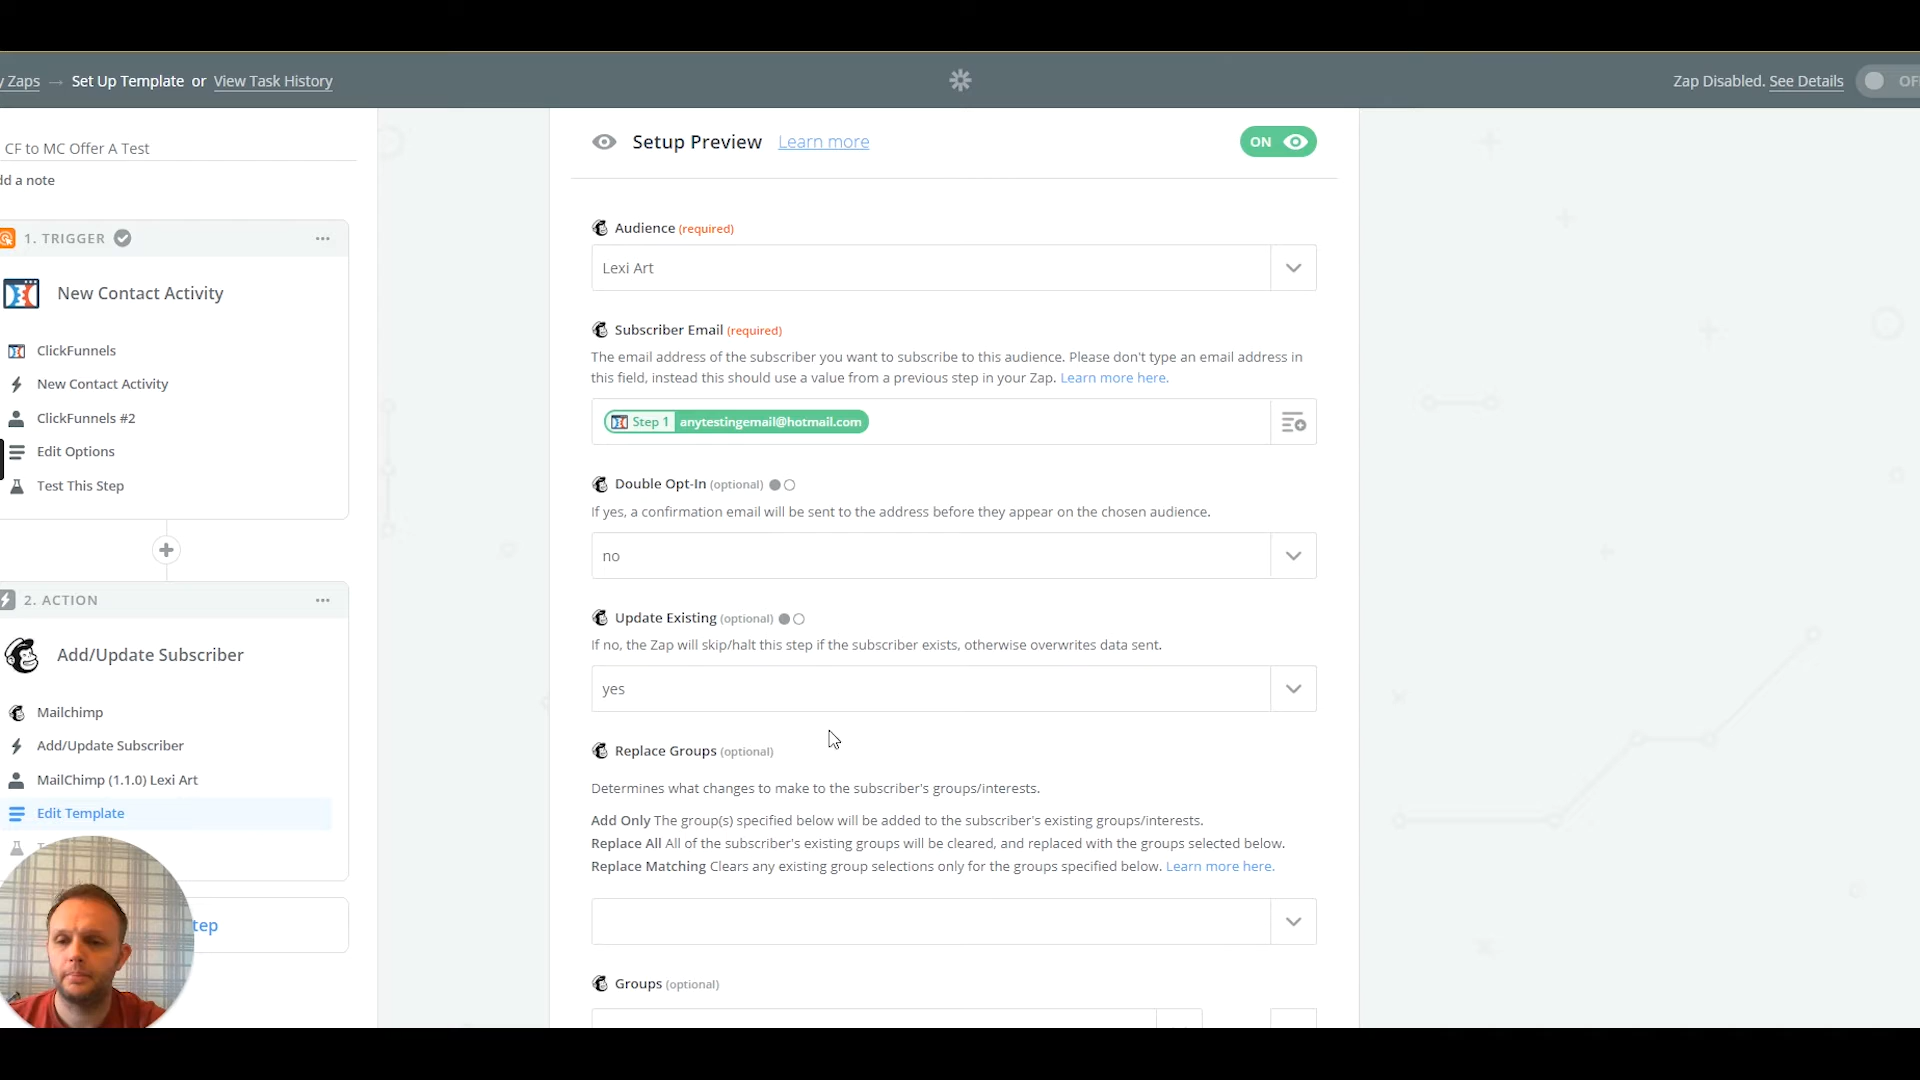 y Zaps → Set Up Template or View Task History
Zap Disabled. See Details
OF
CF to MC Offer A Test
dd a note
1. TRIGGER
New Contact Activity
ClickFunnels
New Contact Activity
ClickFunnels #2
Edit Options
Test This Step
2. ACTION
Add/Update Subscriber
Mailchimp
Add/Update Subscriber
MailChimp (1.1.0) Lexi Art
Edit Template
tep
Setup Preview Learn more
ON
Audience (required)
Lexi Art
Subscriber Email (required)
The email address of the subscriber you want to subscribe to this audience. Please don't type an email address in
this field, instead this should use a value from a previous step in your Zap. Learn more here.
Step 1 anytestingemail@hotmail.com
Double Opt-In (optional)
If yes, a confirmation email will be sent to the address before they appear on the chosen audience.
no
Update Existing (optional)
If no, the Zap will skip/halt this step if the subscriber exists, otherwise overwrites data sent.
yes
Replace Groups (optional)
Determines what changes to make to the subscriber's groups/interests.
Add Only The group(s) specified below will be added to the subscriber's existing groups/interests.
Replace All All of the subscriber's existing groups will be cleared, and replaced with the groups selected below.
Replace Matching Clears any existing group selections only for the groups specified below. Learn more here.
Groups (optional)